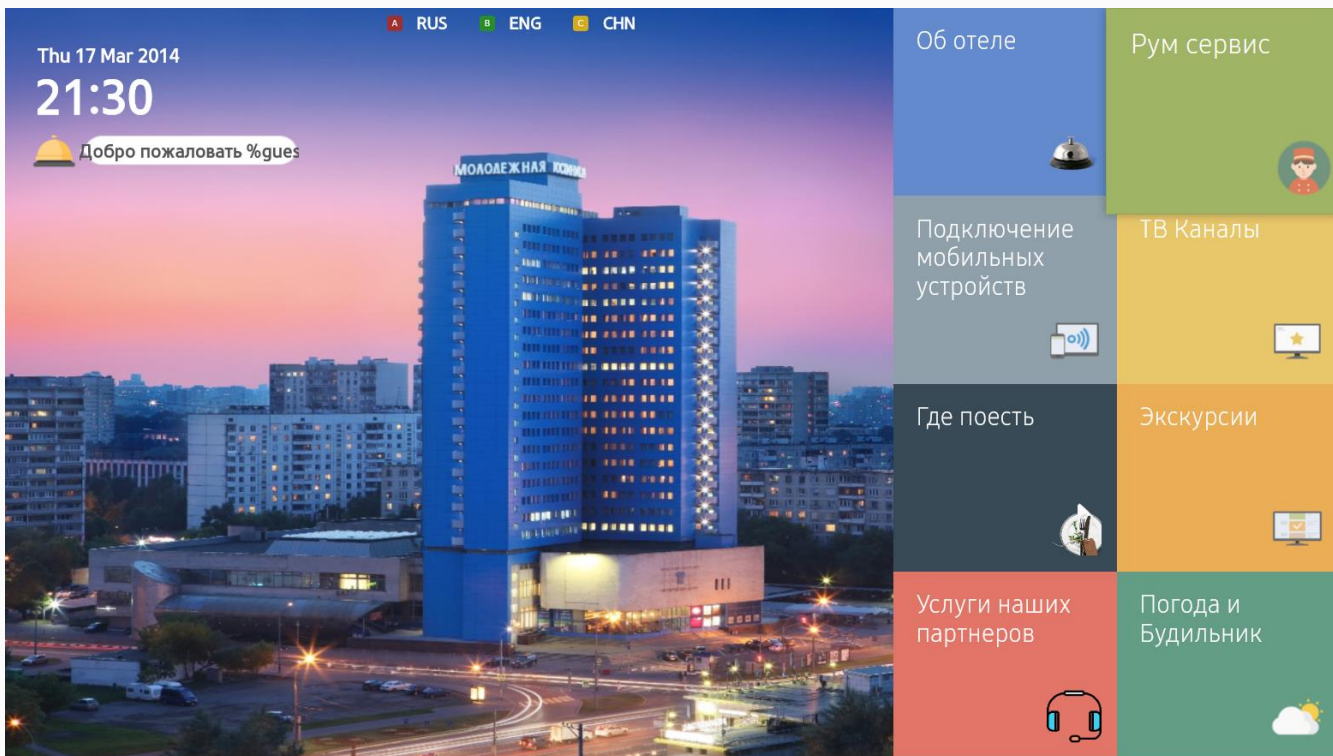 A RUS B ENG C CHN
Thu 17 Mar 2014
21:30
Добро пожаловать %gues
МОЛОДЕЖНАЯ
Об отеле
Рум сервис
Подключение
мобильных
устройств
ТВ Каналы
Где поесть
Экскурсии
Услуги наших
партнеров
Погода и
Будильник